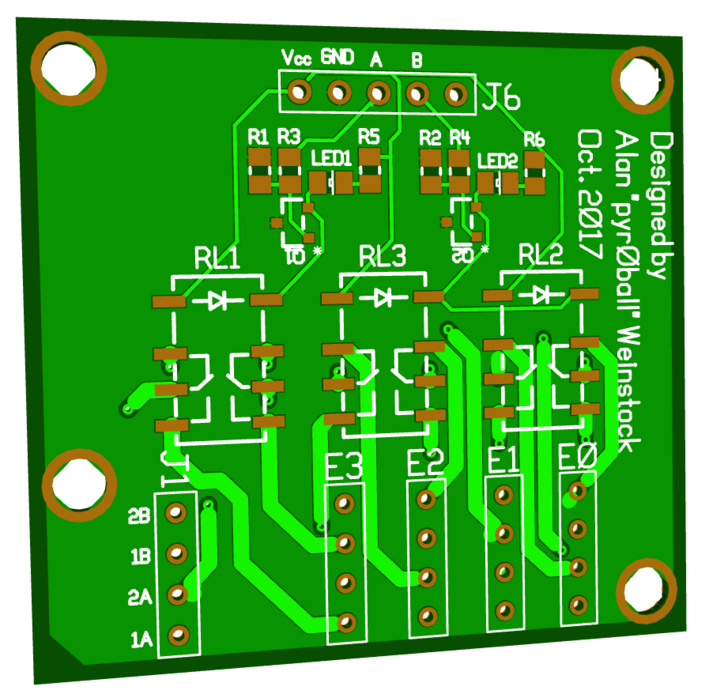 Vcc GND A B
J6
R1 R3 LED1 R5 R2 R4 LED2 R6
Designed by
Alan "pyr0ball" Weinstock
Oct. 2017
Q1 * Q2 *
RL1 RL3 RL2
J1 E3 E2 E1 E0
2B
1B
2A
1A